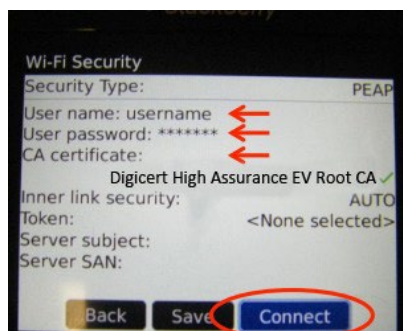 BlackBerry
Wi-Fi Security
Security Type: PEAP
User name: username
User password: *******
CA certificate:
Digicert High Assurance EV Root CA
Inner link security: AUTO
Token: <None selected>
Server subject:
Server SAN:
Back Save Connect